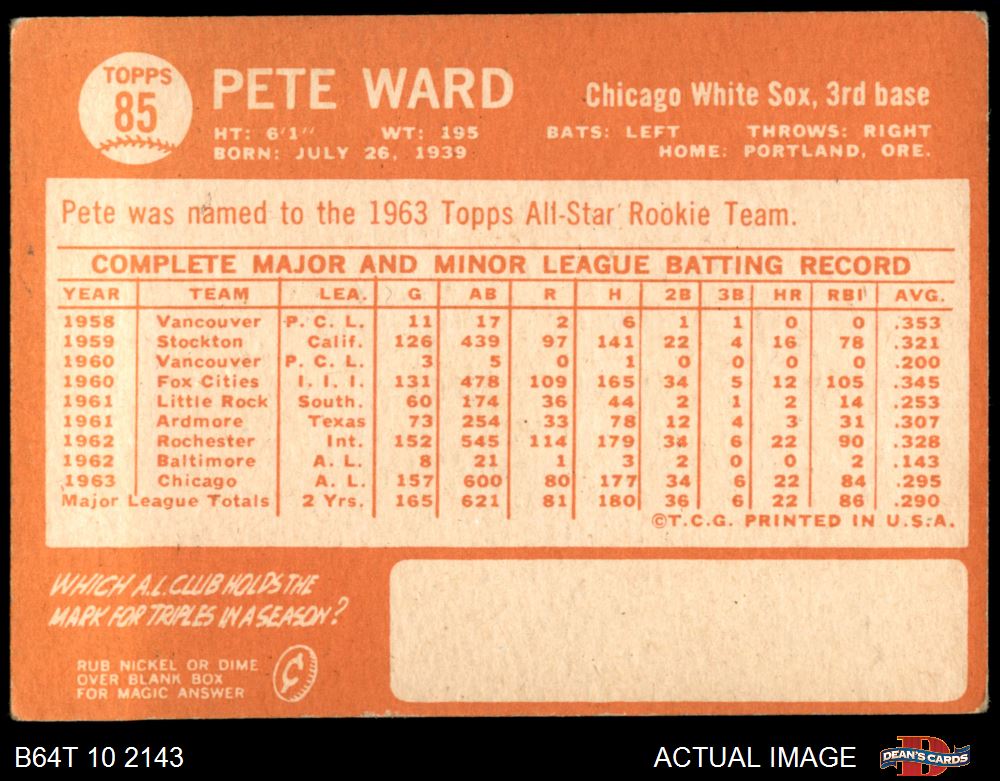 TOPPS
85
PETE WARD
Chicago White Sox, 3rd base
HT: 6'1" WT: 195 BATS: LEFT THROWS: RIGHT
BORN: JULY 26, 1939 HOME: PORTLAND, ORE.
Pete was named to the 1963 Topps All-Star Rookie Team.
COMPLETE MAJOR AND MINOR LEAGUE BATTING RECORD
YEAR TEAM LEA. G AB R H 2B 3B HR RBI AVG.
1958 Vancouver P. C. L. 11 17 2 6 1 1 0 0 .353
1959 Stockton Calif. 126 439 97 141 22 4 16 78 .321
1960 Vancouver P. C. L. 3 5 0 1 0 0 0 0 .200
1960 Fox Cities I. I. I. 131 478 109 165 34 5 12 105 .345
1961 Little Rock South. 60 174 36 44 2 1 2 14 .253
1961 Ardmore Texas 73 254 33 78 12 4 3 31 .307
1962 Rochester Int. 152 545 114 179 34 6 22 90 .328
1962 Baltimore A. L. 8 21 1 3 2 0 0 2 .143
1963 Chicago A. L. 157 600 80 177 34 6 22 84 .295
Major League Totals 2 Yrs. 165 621 81 180 36 6 22 86 .290
©T.C.G. PRINTED IN U.S.A.
WHICH A.L. CLUB HOLDS THE
MARK FOR TRIPLES IN A SEASON?
RUB NICKEL OR DIME
OVER BLANK BOX
FOR MAGIC ANSWER
¢
B64T 10 2143
ACTUAL IMAGE
DEAN'S CARDS